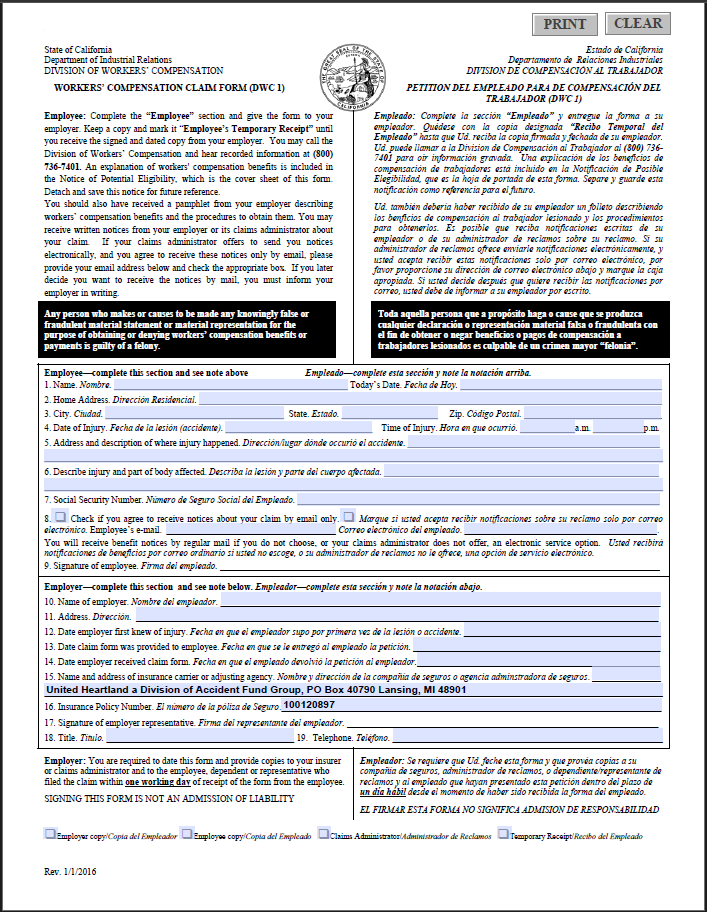 PRINT
CLEAR
State of California
Department of Industrial Relations
DIVISION OF WORKERS' COMPENSATION
WORKERS' COMPENSATION CLAIM FORM (DWC 1)
THE GREAT SEAL OF THE STATE OF CALIFORNIA
Estado de California
Departamento de Relaciones Industriales
DIVISION DE COMPENSACIÓN AL TRABAJADOR
PETITION DEL EMPLEADO PARA DE COMPENSACIÓN DEL
TRABAJADOR (DWC 1)
Employee: Complete the "Employee" section and give the form to your
employer. Keep a copy and mark it "Employee's Temporary Receipt" until
you receive the signed and dated copy from your employer. You may call the
Division of Workers' Compensation and hear recorded information at (800)
736-7401. An explanation of workers' compensation benefits is included in
the Notice of Potential Eligibility, which is the cover sheet of this form.
Detach and save this notice for future reference.
You should also have received a pamphlet from your employer describing
workers' compensation benefits and the procedures to obtain them. You may
receive written notices from your employer or its claims administrator about
your claim. If your claims administrator offers to send you notices
electronically, and you agree to receive these notices only by email, please
provide your email address below and check the appropriate box. If you later
decide you want to receive the notices by mail, you must inform your
employer in writing.
Empleado: Complete la sección "Empleado" y entregue la forma a su
empleador. Quédese con la copia designada "Recibo Temporal del
Empleado" hasta que Ud. reciba la copia firmada y fechada de su empleador.
Ud. puede llamar a la Division de Compensación al Trabajador al (800) 736-
7401 para oir información gravada. Una explicación de los beneficios de
compensación de trabajadores está incluido en la Notificación de Posible
Elegibilidad, que es la hoja de portada de esta forma. Separe y guarde esta
notificación como referencia para el futuro.
Ud. también debería haber recibido de su empleador un folleto describiendo
los benficios de compensación al trabajador lesionado y los procedimientos
para obtenerlos. Es posible que reciba notificaciones escritas de su
empleador o de su administrador de reclamos sobre su reclamo. Si su
administrador de reclamos ofrece enviarle notificaciones electrónicamente, y
usted acepta recibir estas notificaciones solo por correo electrónico, por
favor proporcione su dirección de correo electrónico abajo y marque la caja
apropiada. Si usted decide después que quiere recibir las notificaciones por
correo, usted debe de informar a su empleador por escrito.
Any person who makes or causes to be made any knowingly false or
fraudulent material statement or material representation for the
purpose of obtaining or denying workers' compensation benefits or
payments is guilty of a felony.
Toda aquella persona que a propósito haga o cause que se produzca
cualquier declaración o representación material falsa o fraudulenta con
el fin de obtener o negar beneficios o pagos de compensación a
trabajadores lesionados es culpable de un crimen mayor "felonia".
Employee—complete this section and see note above Empleado—complete esta sección y note la notación arriba.
1. Name. Nombre. Today's Date. Fecha de Hoy.
2. Home Address. Dirección Residencial.
3. City. Ciudad. State. Estado. Zip. Código Postal.
4. Date of Injury. Fecha de la lesión (accidente). Time of Injury. Hora en que ocurrió. a.m. p.m.
5. Address and description of where injury happened. Dirección/lugar dónde occurió el accidente.
6. Describe injury and part of body affected. Describa la lesión y parte del cuerpo afectada.
7. Social Security Number. Número de Seguro Social del Empleado.
8. Check if you agree to receive notices about your claim by email only. Marque si usted acepta recibir notificaciones sobre su reclamo solo por correo
electrónico. Employee's e-mail. Correo electrónico del empleado.
You will receive benefit notices by regular mail if you do not choose, or your claims administrator does not offer, an electronic service option. Usted recibirá
notificaciones de beneficios por correo ordinario si usted no escoge, o su administrador de reclamos no le ofrece, una opción de servicio electrónico.
9. Signature of employee. Firma del empleado.
Employer—complete this section and see note below. Empleador—complete esta sección y note la notación abajo.
10. Name of employer. Nombre del empleador.
11. Address. Dirección.
12. Date employer first knew of injury. Fecha en que el empleador supo por primera vez de la lesión o accidente.
13. Date claim form was provided to employee. Fecha en que se le entregó al empleado la petición.
14. Date employer received claim form. Fecha en que el empleado devolvió la petición al empleador.
15. Name and address of insurance carrier or adjusting agency. Nombre y dirección de la compañía de seguros o agencia adminstradora de seguros.
United Heartland a Division of Accident Fund Group, PO Box 40790 Lansing, MI 48901
16. Insurance Policy Number. El número de la póliza de Seguro. 100120897
17. Signature of employer representative. Firma del representante del empleador.
18. Title. Título. 19. Telephone. Teléfono.
Employer: You are required to date this form and provide copies to your insurer
or claims administrator and to the employee, dependent or representative who
filed the claim within one working day of receipt of the form from the employee.
SIGNING THIS FORM IS NOT AN ADMISSION OF LIABILITY
Empleador: Se requiere que Ud. feche esta forma y que provéa copias a su
compañía de seguros, administrador de reclamos, o dependiente/representante de
reclamos y al empleado que hayan presentado esta petición dentro del plazo de
un día hábil desde el momento de haber sido recibida la forma del empleado.
EL FIRMAR ESTA FORMA NO SIGNIFICA ADMISION DE RESPONSABILIDAD
Employer copy/Copia del Empleador Employee copy/Copia del Empleado Claims Administrator/Administrador de Reclamos Temporary Receipt/Recibo del Empleado
Rev. 1/1/2016